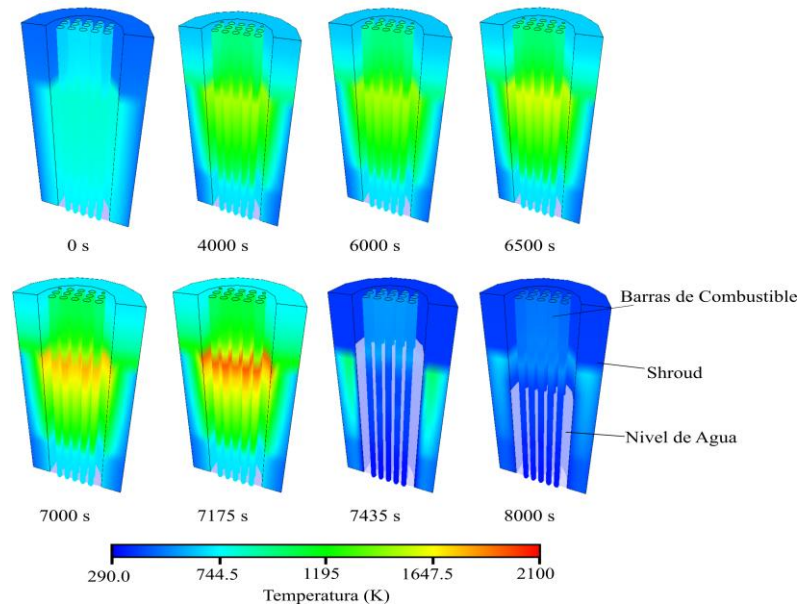 0 s
4000 s
6000 s
6500 s
Barras de Combustible
Shroud
Nivel de Agua
7000 s
7175 s
7435 s
8000 s
290.0
744.5
1195
1647.5
2100
Temperatura (K)